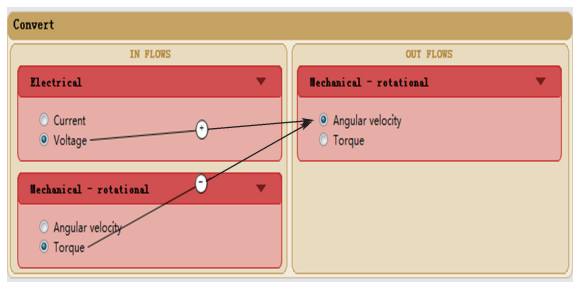 Convert
IN FLOWS
Electrical
Current
Voltage
+
Mechanical - rotational
-
Angular velocity
Torque
OUT FLOWS
Mechanical - rotational
Angular velocity
Torque